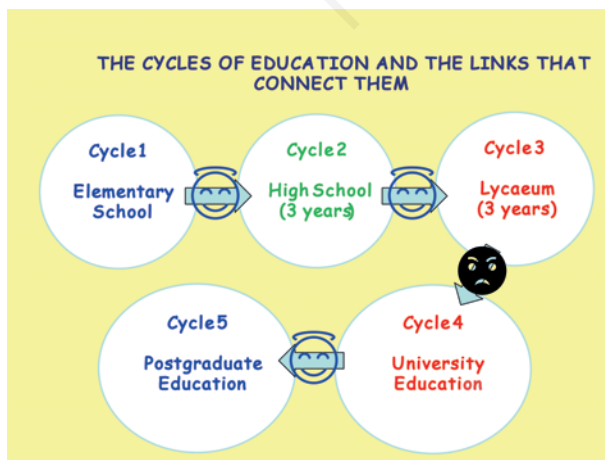 THE CYCLES OF EDUCATION AND THE LINKS THAT
CONNECT THEM
Cycle1
Elementary
School
Cycle2
High School
(3 years)
Cycle3
Lycaeum
(3 years)
Cycle4
University
Education
Cycle5
Postgraduate
Education